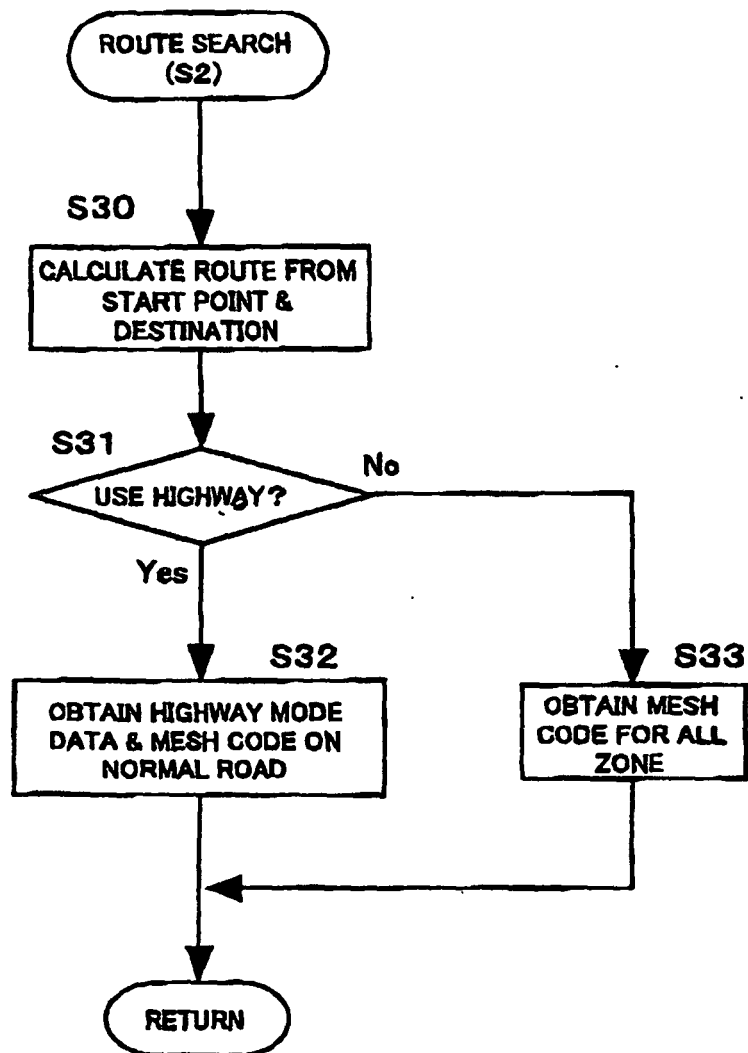 ROUTE SEARCH
(S2)
S30
CALCULATE ROUTE FROM
START POINT &
DESTINATION
S31
USE HIGHWAY?
No
Yes
S32
OBTAIN HIGHWAY MODE
DATA & MESH CODE ON
NORMAL ROAD
S33
OBTAIN MESH
CODE FOR ALL
ZONE
RETURN